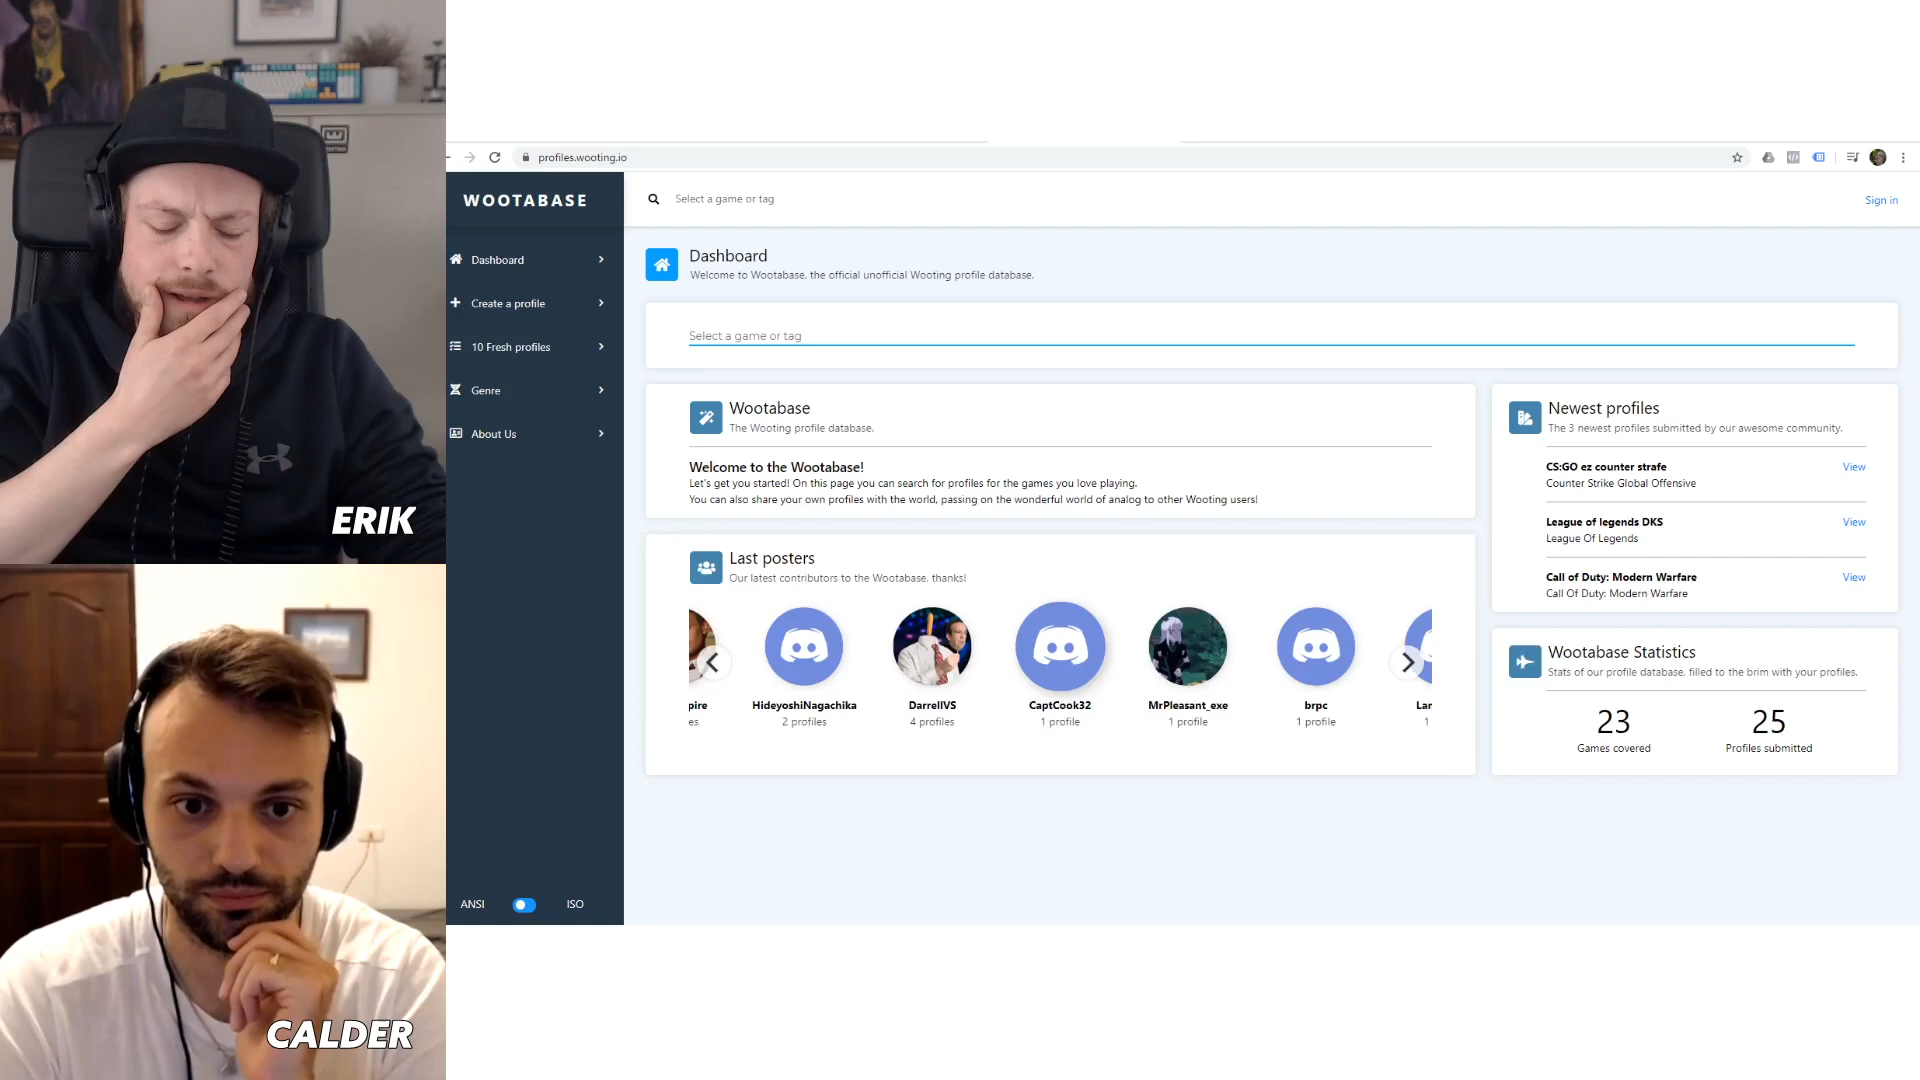 ERIK
CALDER
profiles.wooting.io
WOOTABASE
Select a game or tag
Sign in
Dashboard
Create a profile
10 Fresh profiles
Genre
About Us
ANSI
ISO
Dashboard
Welcome to Wootabase, the official unofficial Wooting profile database.
Select a game or tag
Wootabase
The Wooting profile database.
Welcome to the Wootabase!
Let's get you started! On this page you can search for profiles for the games you love playing.
You can also share your own profiles with the world, passing on the wonderful world of analog to other Wooting users!
Last posters
Our latest contributors to the Wootabase, thanks!
pire
es
HideyoshiNagachika
2 profiles
DarrellVS
4 profiles
CaptCook32
1 profile
MrPleasant_exe
1 profile
brpc
1 profile
Lar
1
Newest profiles
The 3 newest profiles submitted by our awesome community.
CS:GO ez counter strafe
View
Counter Strike Global Offensive
League of legends DKS
View
League Of Legends
Call of Duty: Modern Warfare
View
Call Of Duty: Modern Warfare
Wootabase Statistics
Stats of our profile database, filled to the brim with your profiles.
23
Games covered
25
Profiles submitted